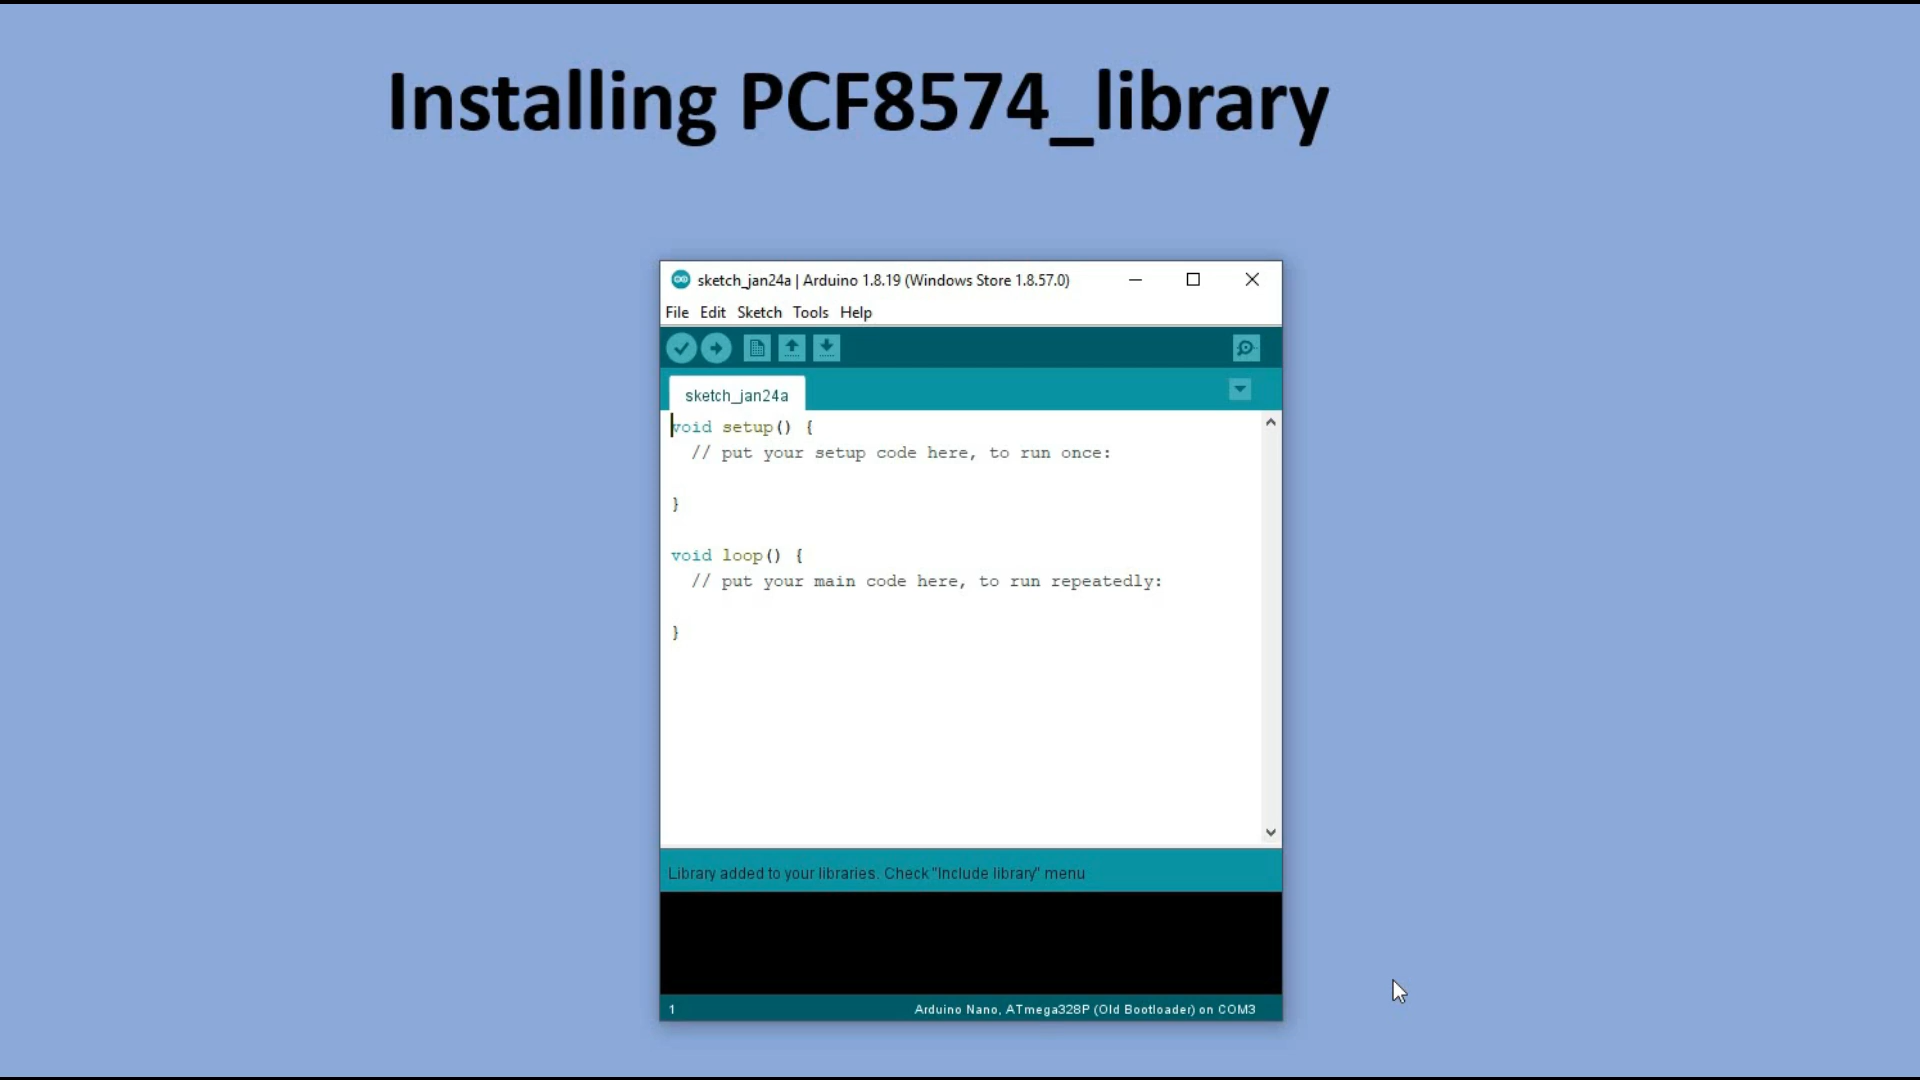 Installing PCF8574_library
sketch_jan24a | Arduino 1.8.19 (Windows Store 1.8.57.0)
File Edit Sketch Tools Help
sketch_jan24a
void setup() {
  // put your setup code here, to run once:
}
void loop() {
  // put your main code here, to run repeatedly:
}
Library added to your libraries. Check "Include library" menu
1 Arduino Nano, ATmega328P (Old Bootloader) on COM3